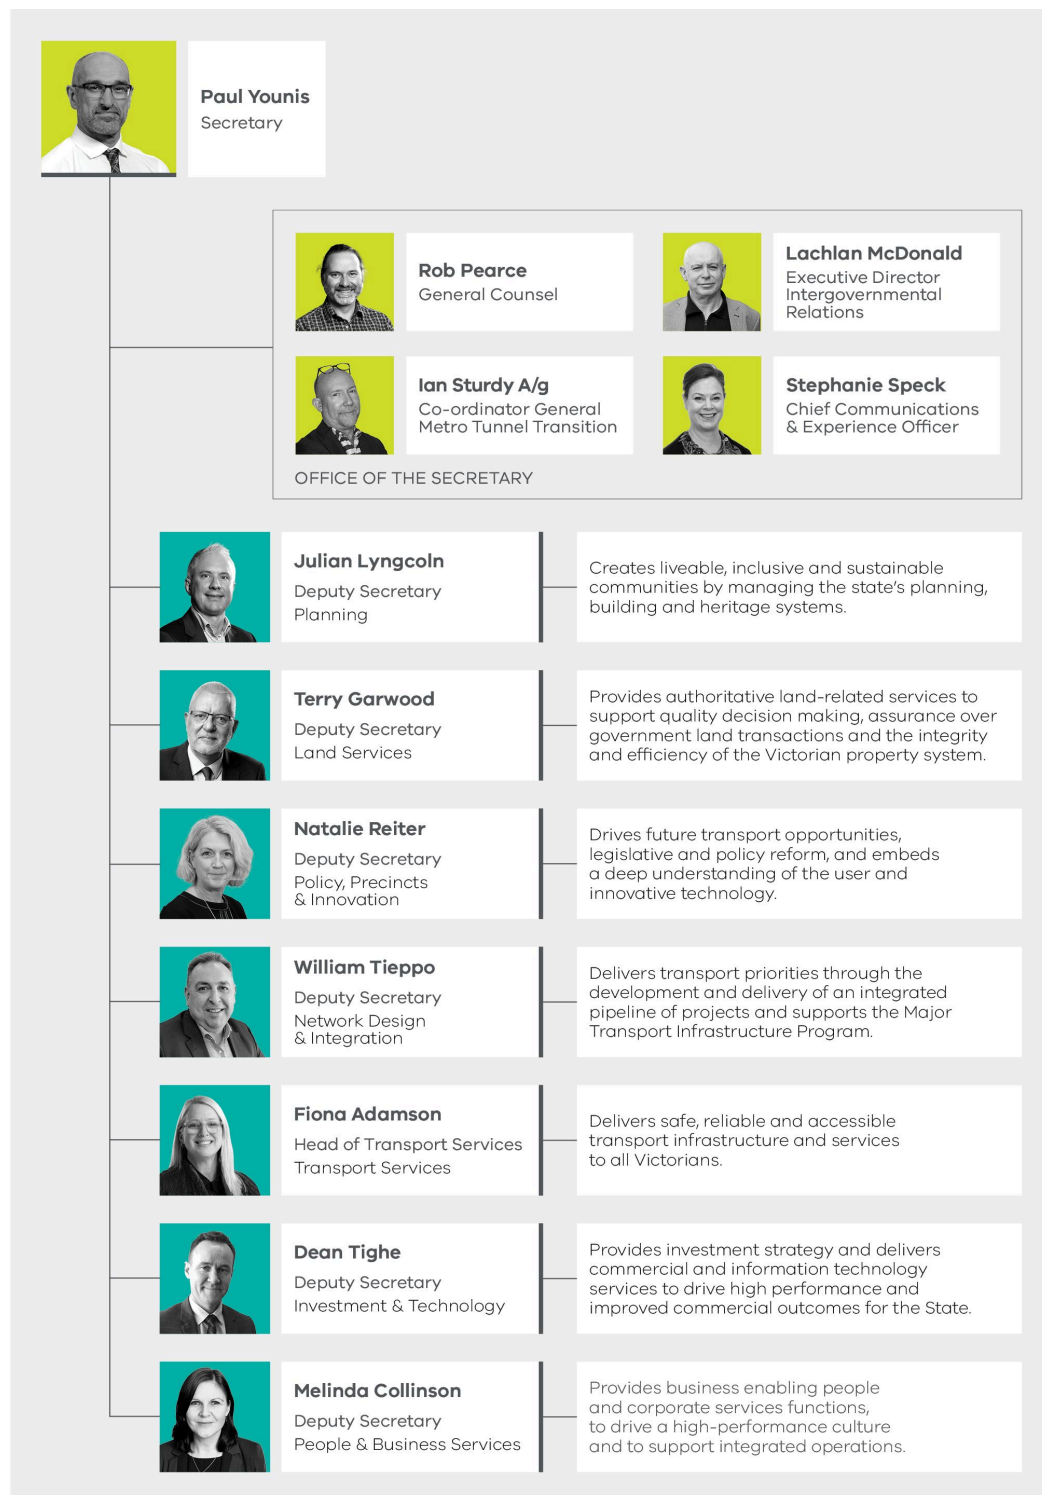 Paul Younis
Secretary
Rob Pearce
General Counsel
Lachlan McDonald
Executive Director
Intergovernmental
Relations
Ian Sturdy A/g
Co-ordinator General
Metro Tunnel Transition
Stephanie Speck
Chief Communications
& Experience Officer
OFFICE OF THE SECRETARY
Julian Lyngcoln
Deputy Secretary
Planning
Creates liveable, inclusive and sustainable
communities by managing the state’s planning,
building and heritage systems.
Terry Garwood
Deputy Secretary
Land Services
Provides authoritative land-related services to
support quality decision making, assurance over
government land transactions and the integrity
and efficiency of the Victorian property system.
Natalie Reiter
Deputy Secretary
Policy, Precincts
& Innovation
Drives future transport opportunities,
legislative and policy reform, and embeds
a deep understanding of the user and
innovative technology.
William Tieppo
Deputy Secretary
Network Design
& Integration
Delivers transport priorities through the
development and delivery of an integrated
pipeline of projects and supports the Major
Transport Infrastructure Program.
Fiona Adamson
Head of Transport Services
Transport Services
Delivers safe, reliable and accessible
transport infrastructure and services
to all Victorians.
Dean Tighe
Deputy Secretary
Investment & Technology
Provides investment strategy and delivers
commercial and information technology
services to drive high performance and
improved commercial outcomes for the State.
Melinda Collinson
Deputy Secretary
People & Business Services
Provides business enabling people
and corporate services functions,
to drive a high-performance culture
and to support integrated operations.